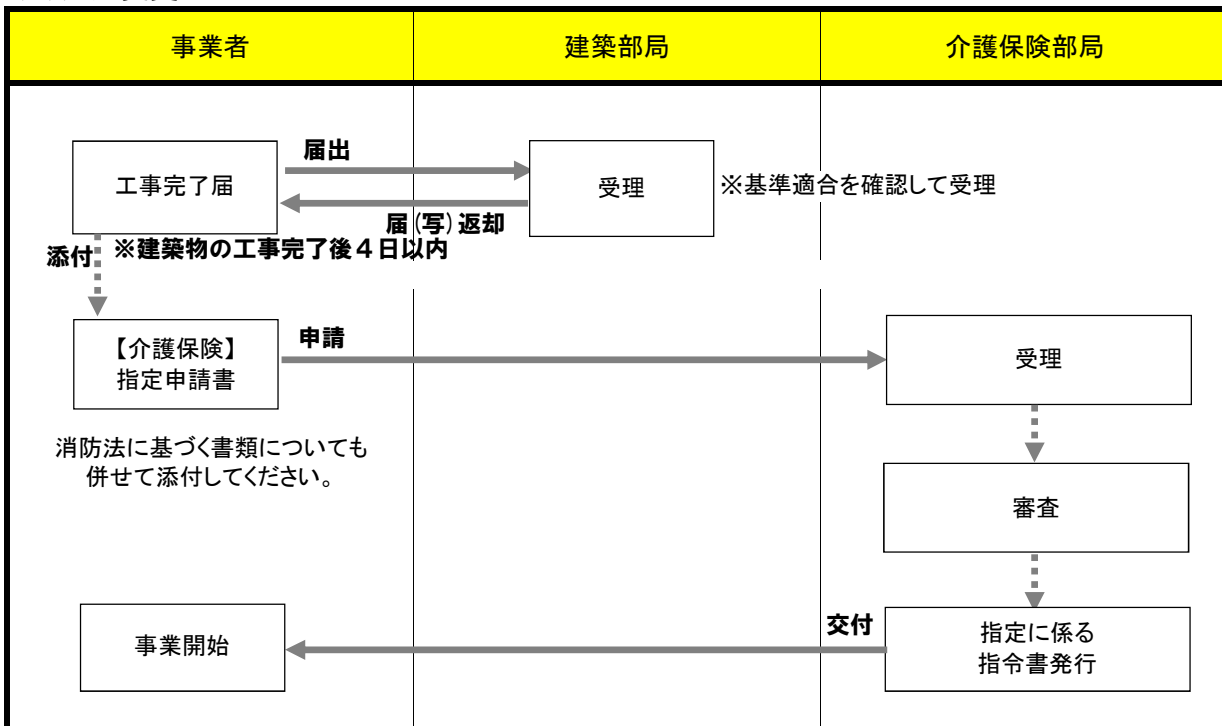 事業者
建築部局
介護保険部局
届出
工事完了届
受理
※基準適合を確認して受理
届(写)返却
※建築物の工事完了後4日以内
添付
【介護保険】
指定申請書
申請
受理
消防法に基づく書類についても
併せて添付してください。
審査
交付
事業開始
指定に係る
指令書発行